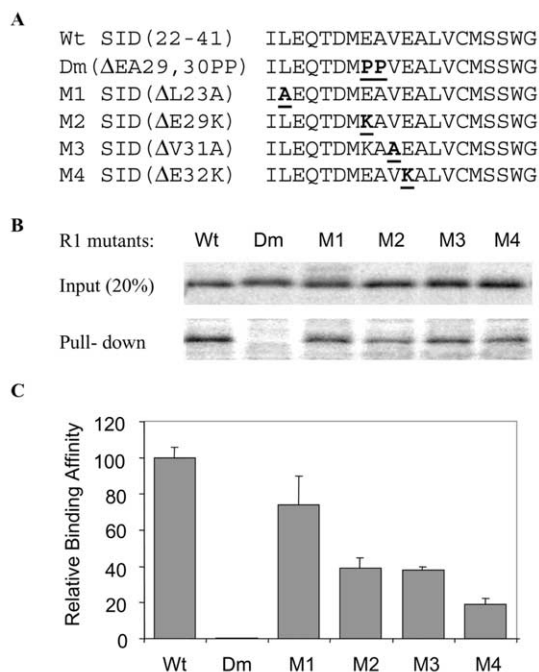 A
Wt SID(22-41) ILEQTDMEAVEALVCMSSWG
Dm(ΔEA29,30PP) ILEQTDMPPVEALVCMSSWG
M1 SID(ΔL23A) IAEQTDMEAVEALVCMSSWG
M2 SID(ΔE29K) ILEQTDMKAVEALVCMSSWG
M3 SID(ΔV31A) ILEQTDMKAAEALVCMSSWG
M4 SID(ΔE32K) ILEQTDMEAVKALVCMSSWG
B
R1 mutants: Wt Dm M1 M2 M3 M4
Input (20%)
Pull- down
C
Relative Binding Affinity
120
100
80
60
40
20
0
Wt Dm M1 M2 M3 M4